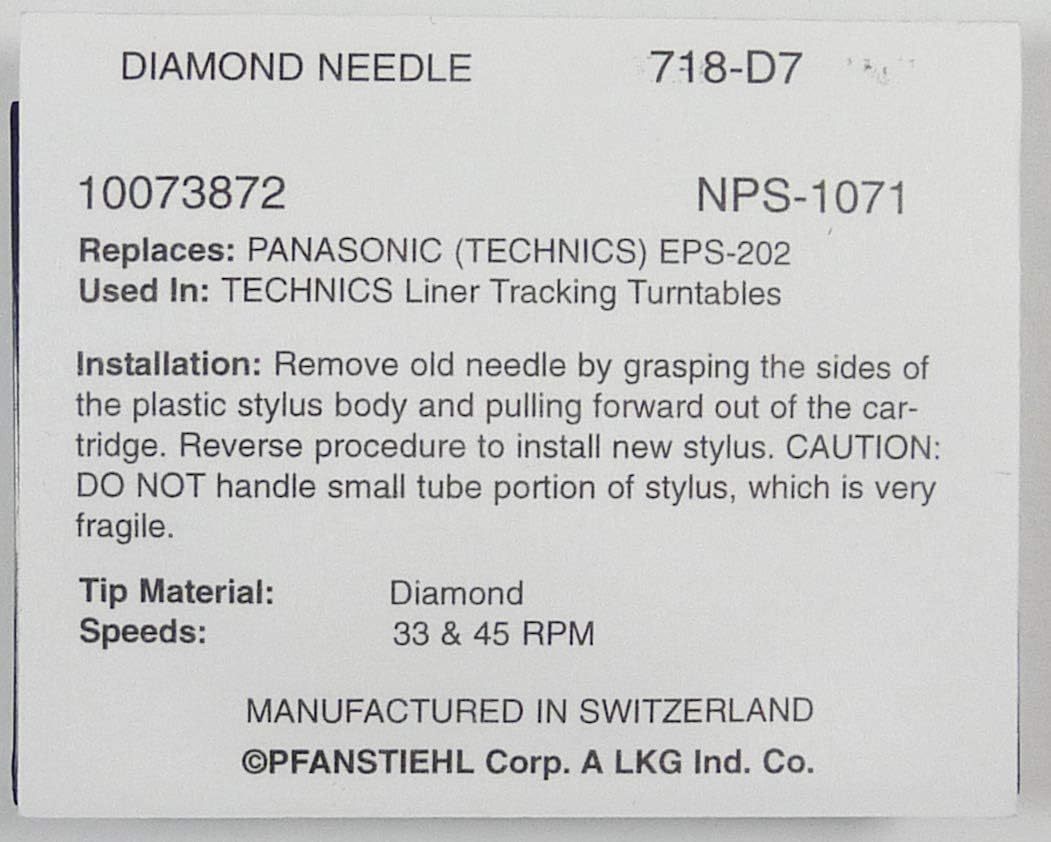 DIAMOND NEEDLE 718-D7
10073872 NPS-1071
Replaces: PANASONIC (TECHNICS) EPS-202
Used In: TECHNICS Liner Tracking Turntables
Installation: Remove old needle by grasping the sides of
the plastic stylus body and pulling forward out of the car-
tridge. Reverse procedure to install new stylus. CAUTION:
DO NOT handle small tube portion of stylus, which is very
fragile.
Tip Material: Diamond
Speeds: 33 & 45 RPM
MANUFACTURED IN SWITZERLAND
©PFANSTIEHL Corp. A LKG Ind. Co.